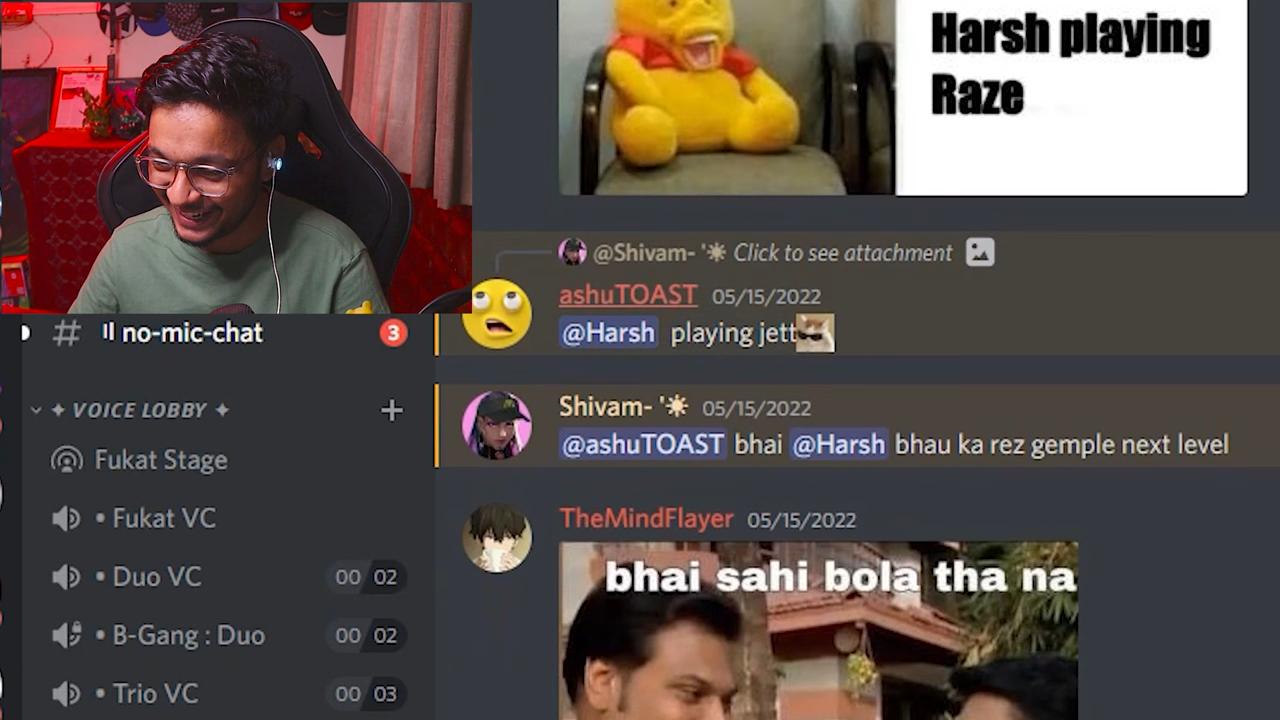 Harsh playing
Raze
@Shivam- '☀ Click to see attachment
ashuTOAST 05/15/2022
@Harsh playing jett
no-mic-chat 3
✦ VOICE LOBBY ✦ +
Shivam- '☀ 05/15/2022
@ashuTOAST bhai @Harsh bhau ka rez gemple next level
Fukat Stage
• Fukat VC
TheMindFlayer 05/15/2022
• Duo VC 00 02
bhai sahi bola tha na
• B-Gang : Duo 00 02
• Trio VC 00 03